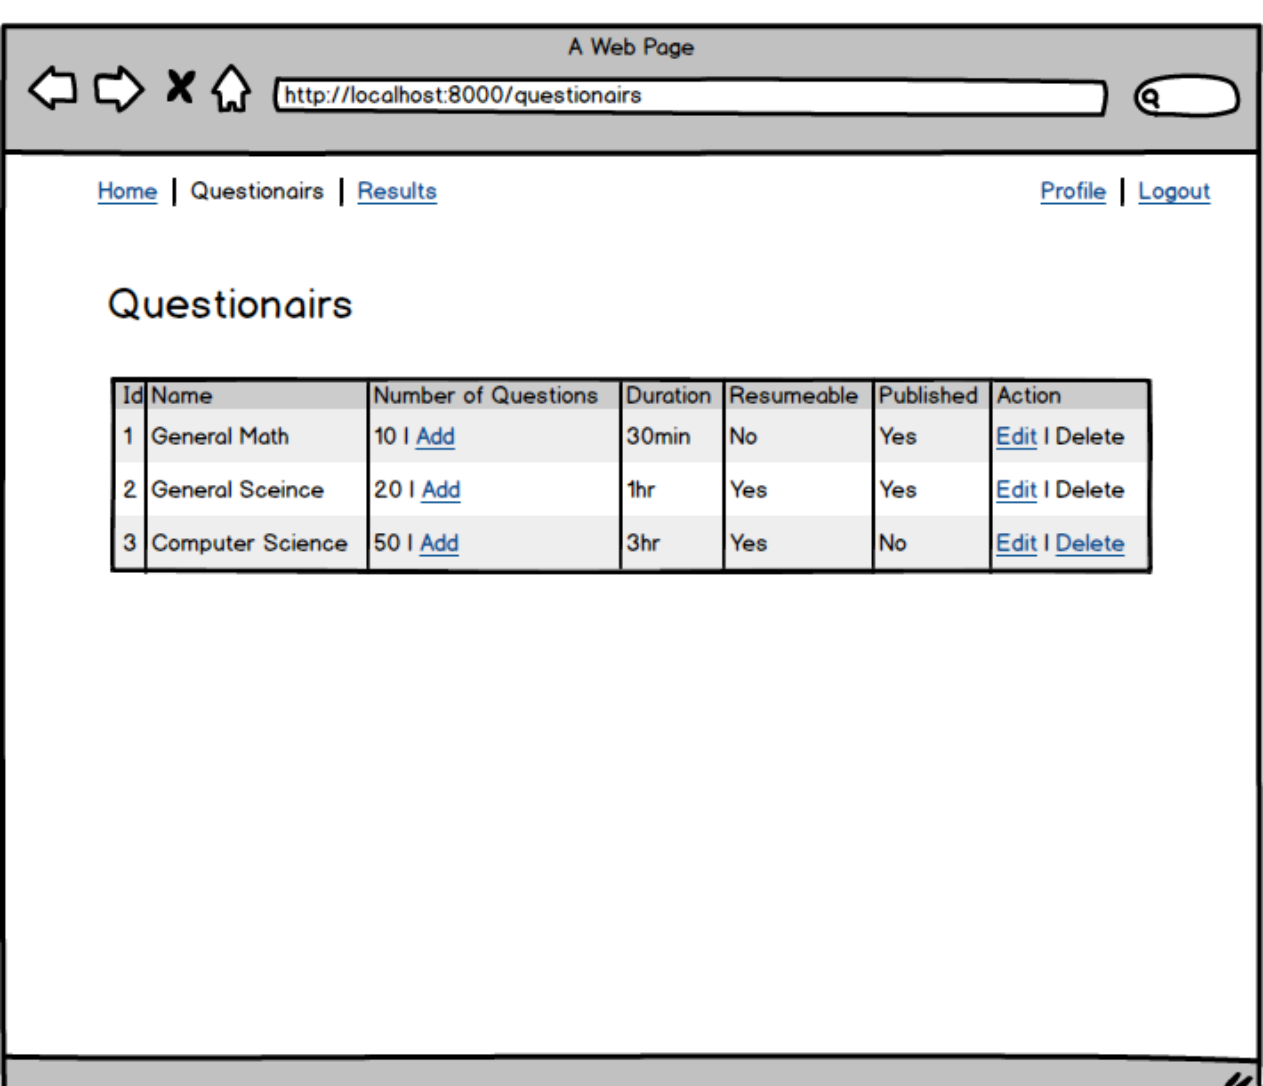 A Web Page
http://localhost:8000/questionairs
Home | Questionairs | Results Profile | Logout
Questionairs
Id Name Number of Questions Duration Resumeable Published Action
1 General Math 10 | Add 30min No Yes Edit | Delete
2 General Sceince 20 | Add 1hr Yes Yes Edit | Delete
3 Computer Science 50 | Add 3hr Yes No Edit | Delete